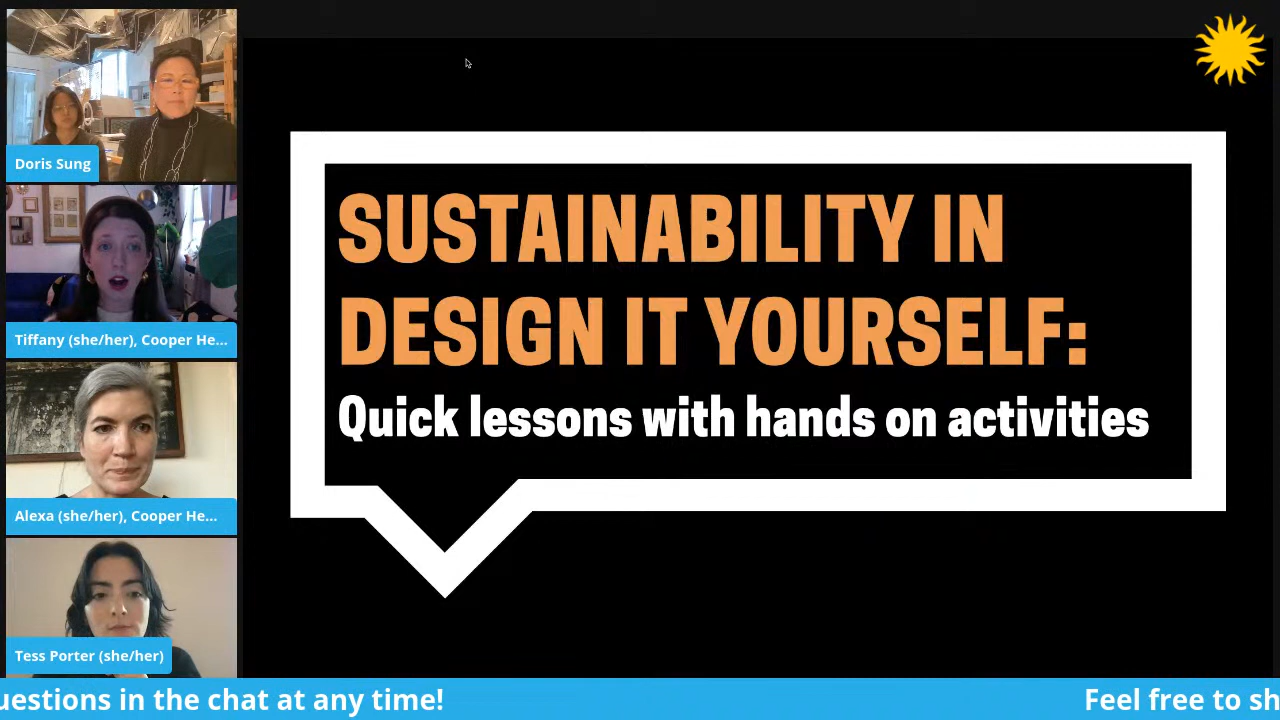 Doris Sung
Tiffany (she/her), Cooper He...
Alexa (she/her), Cooper He...
Tess Porter (she/her)
SUSTAINABILITY IN
DESIGN IT YOURSELF:
Quick lessons with hands on activities
uestions in the chat at any time!
Feel free to sh